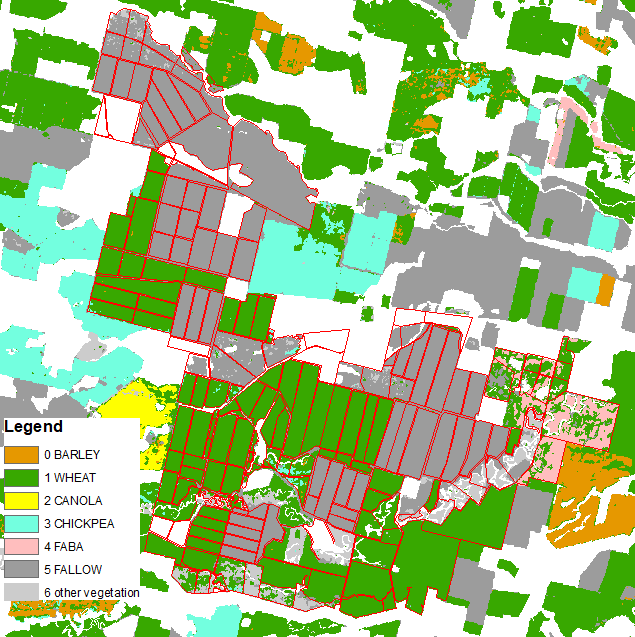 Legend
0 BARLEY
1 WHEAT
2 CANOLA
3 CHICKPEA
4 FABA
5 FALLOW
6 other vegetation